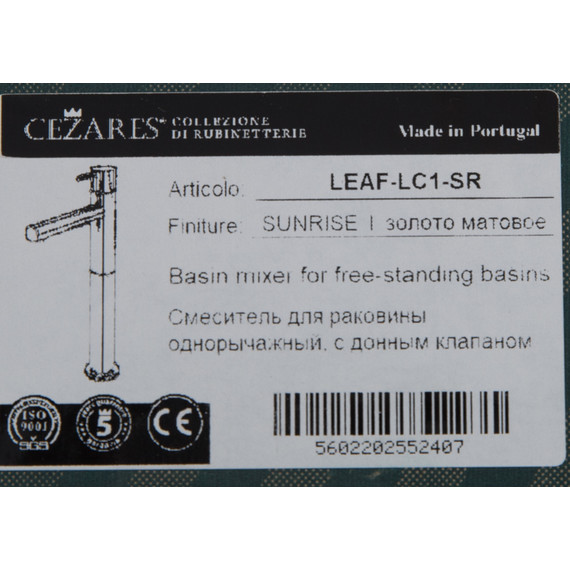 CEZARES
COLLEZIONE
DI RUBINETTERIE
Made in Portugal
Articolo: LEAF-LC1-SR
Finiture: SUNRISE | золото матовое
Basin mixer for free-standing basins
Смеситель для раковины
однорычажный, с донным клапаном
ISO
9001
SGS
5
CE
5602202552407